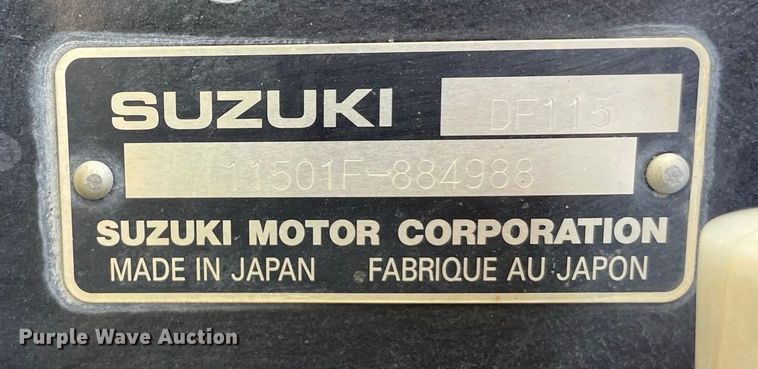 SUZUKI DF115
11501F-884988
SUZUKI MOTOR CORPORATION
MADE IN JAPAN FABRIQUE AU JAPON
Purple Wave Auction